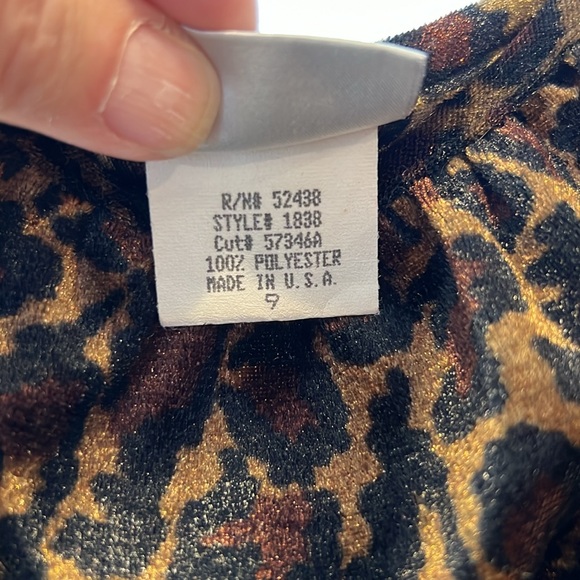 R/N# 52438
STYLE# 1838
Cut# 57346A
100% POLYESTER
MADE IN U.S.A.
9